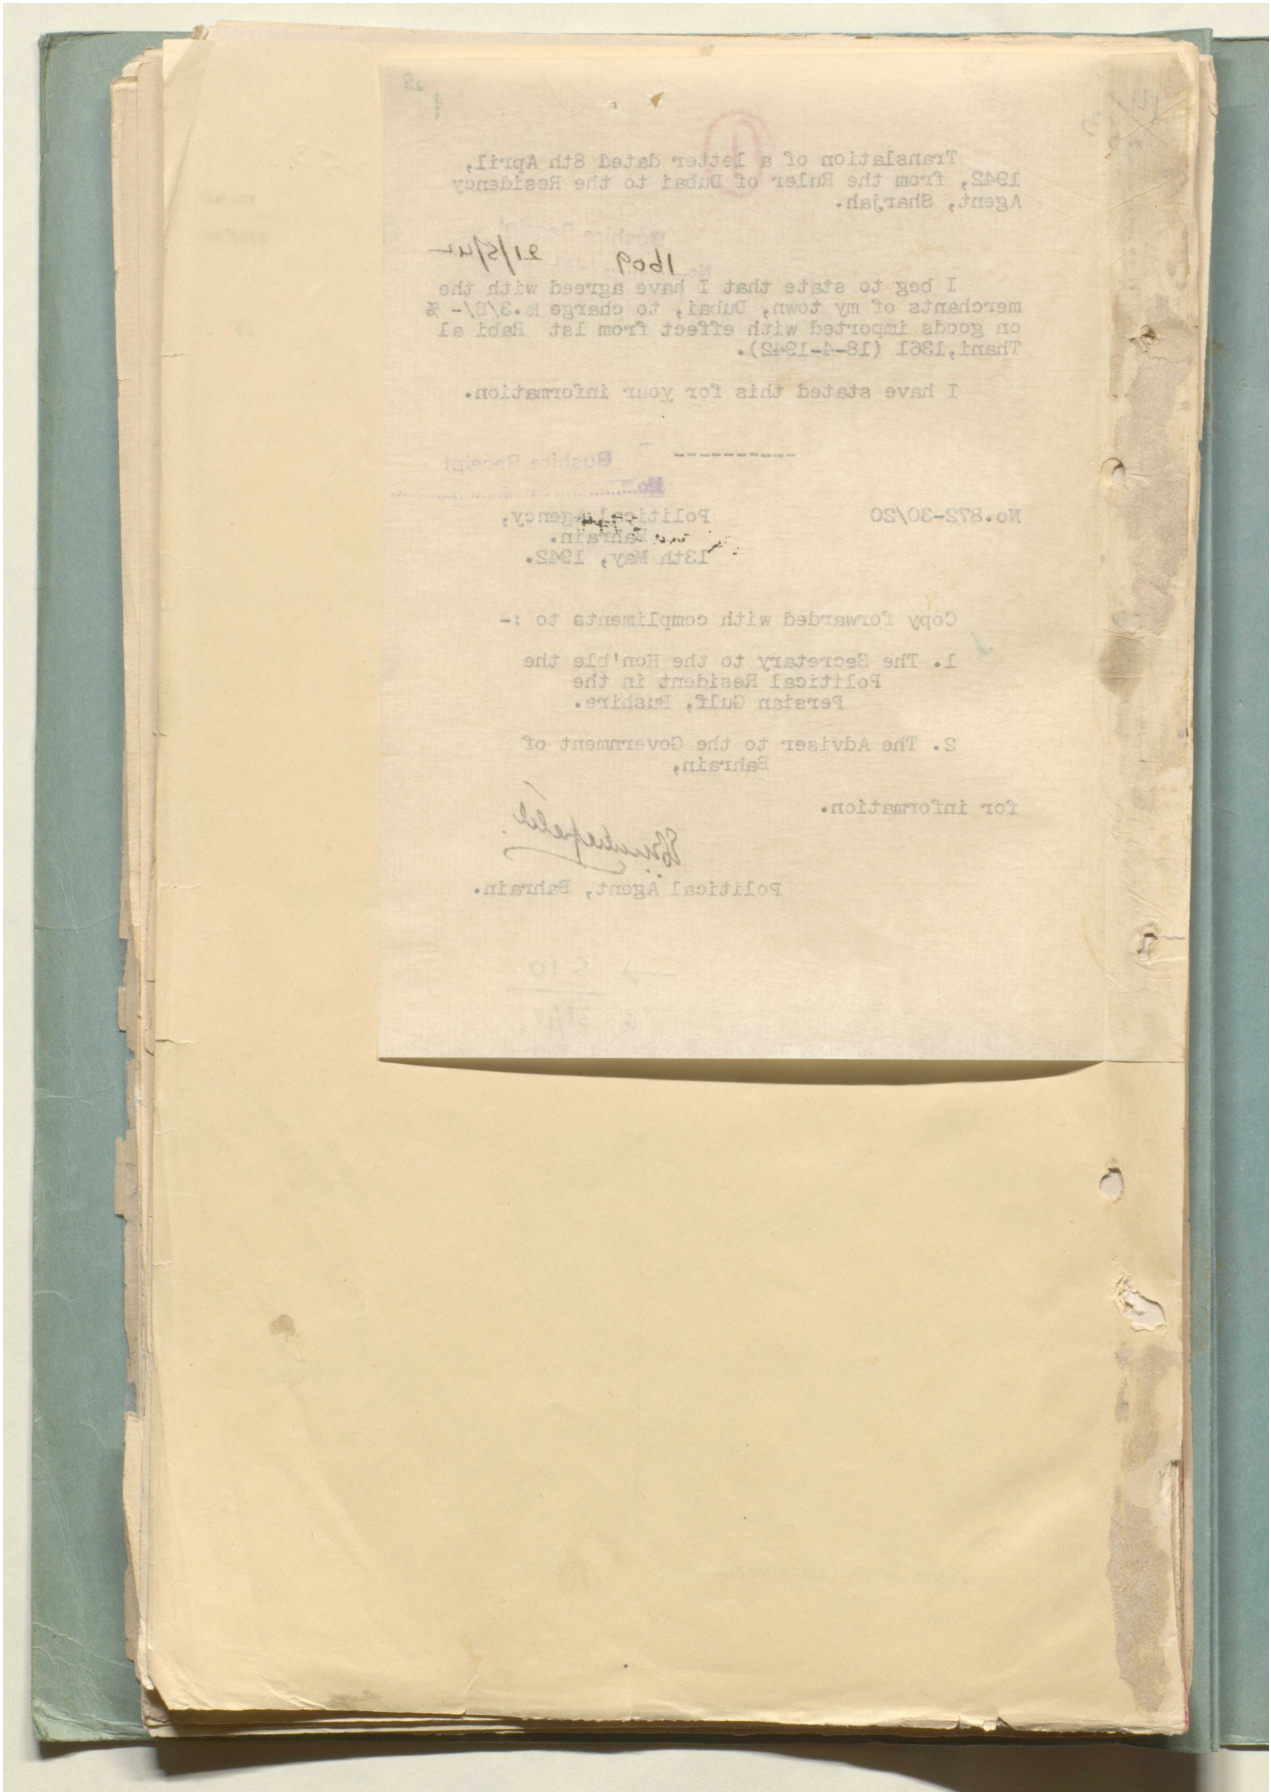 Translation of a letter dated 8th April,
1942, from the Ruler of Dubai to the Residency
Agent, Sharjah.
1609 21/5/42
I beg to state that I have agreed with the
merchants of my town, Dubai, to charge Rs.3/8/- %
on goods imported with effect from 1st Rabi al
Thani,1361 (18-4-1942).
I have stated this for your information.
----------
Bushire Receipt
No.
No.872-30/20 Political Agency,
Bahrain.
13th May, 1942.
Copy forwarded with compliments to :-
1. The Secretary to the Hon'ble the
Political Resident in the
Persian Gulf, Bushire.
2. The Adviser to the Government of
Bahrain,
for information.
Political Agent, Bahrain.